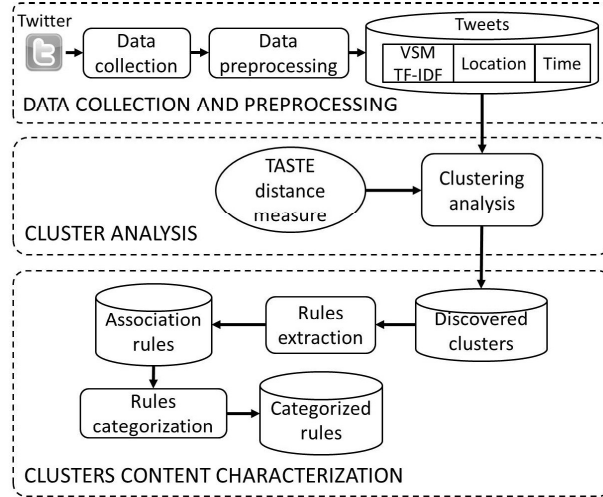 Twitter
Data
collection
Data
preprocessing
Tweets
VSM
TF-IDF
Location
Time
DATA COLLECTION AND PREPROCESSING
TASTE
distance
measure
Clustering
analysis
CLUSTER ANALYSIS
Association
rules
Rules
extraction
Discovered
clusters
Rules
categorization
Categorized
rules
CLUSTERS CONTENT CHARACTERIZATION